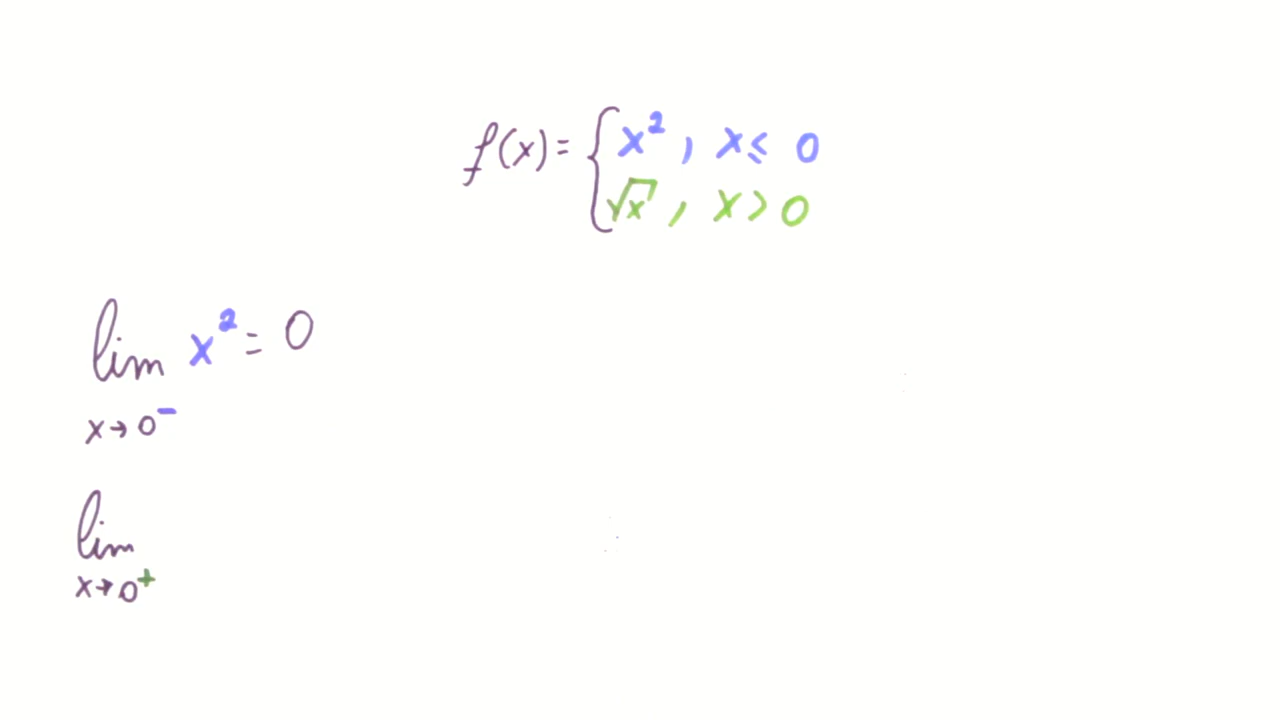 f(x) = { x², x ≤ 0
√x, x > 0
lim x² = 0
x → 0⁻
lim
x → 0⁺